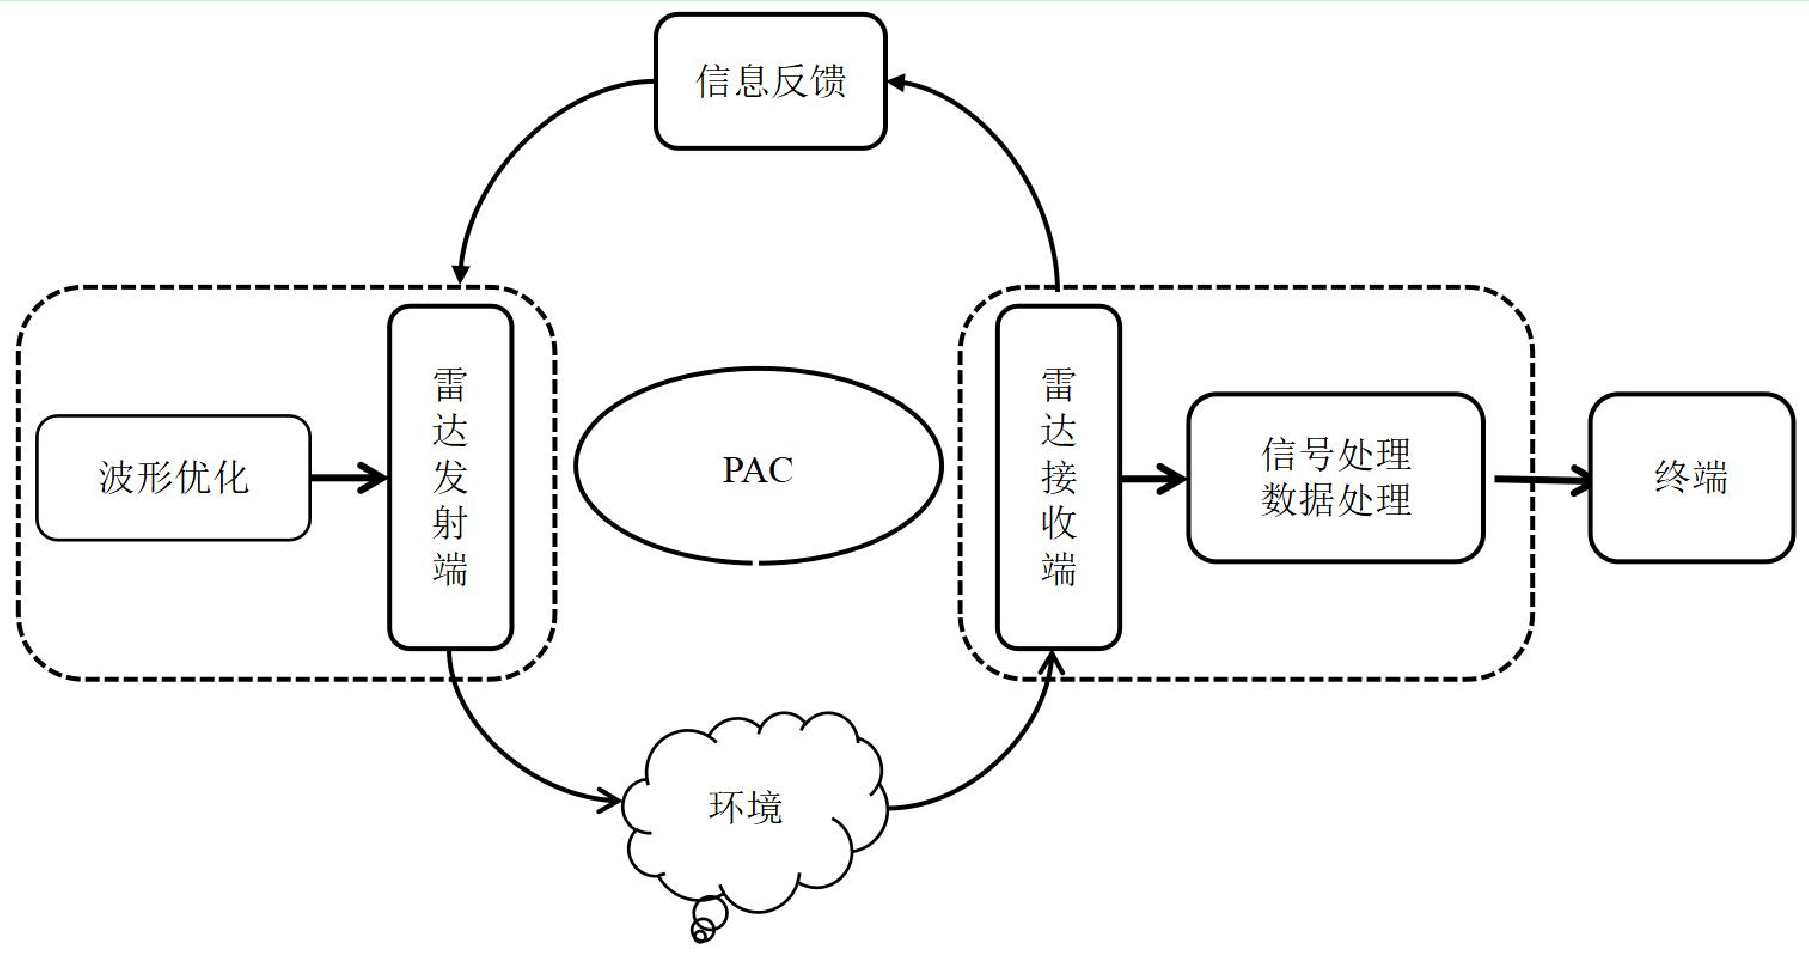 信息反馈
波形优化
雷达发射端
PAC
雷达接收端
信号处理
数据处理
终端
环境